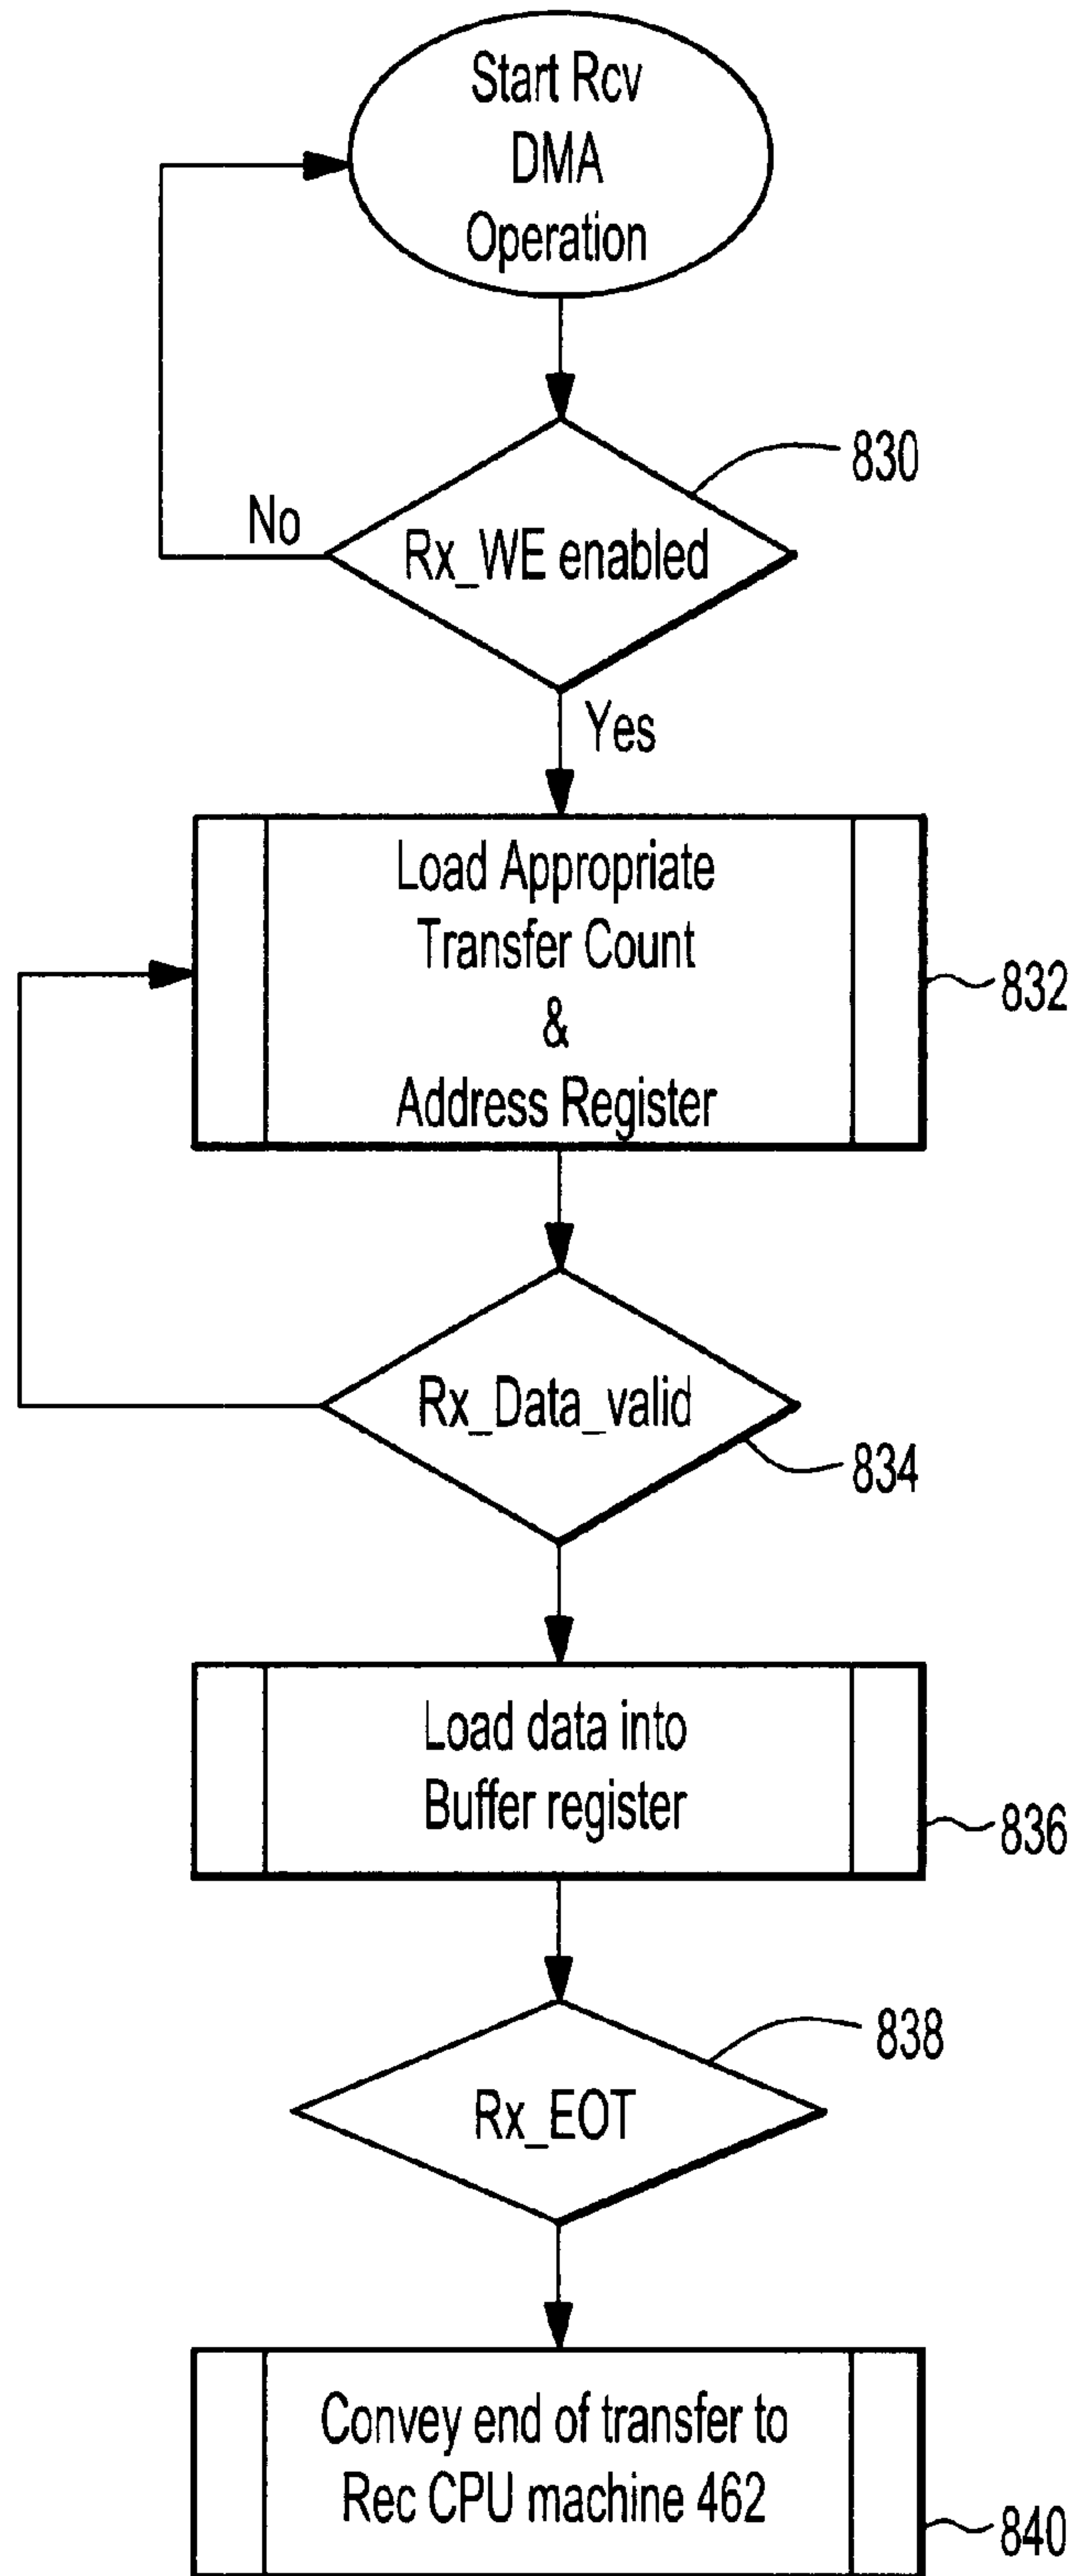 Start Rcv
DMA
Operation
830
No
Rx_WE enabled
Yes
Load Appropriate
Transfer Count
&
Address Register
832
Rx_Data_valid
834
Load data into
Buffer register
836
838
Rx_EOT
Convey end of transfer to
Rec CPU machine 462
840